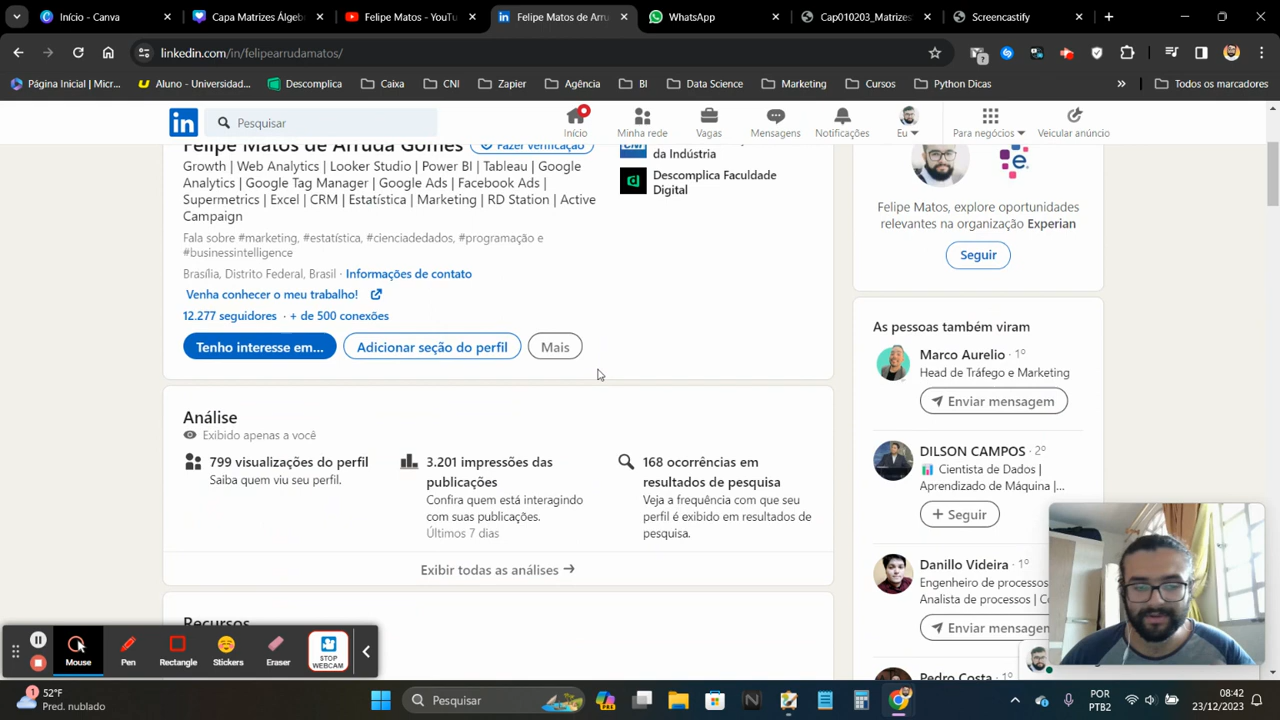 Início - Canva
Capa Matrizes Álgeb
Felipe Matos - YouTu
Felipe Matos de Arru
WhatsApp
Cap010203_Matrizes
Screencastify
linkedin.com/in/felipearrudamatos/
Página Inicial | Micr...
Aluno - Universidad...
Descomplica
Caixa
CNI
Zapier
Agência
BI
Data Science
Marketing
Cursos
Python Dicas
»
Todos os marcadores
Pesquisar
Início
Minha rede
Vagas
Mensagens
Notificações
Eu
Para negócios
Veicular anúncio
Felipe Matos de Arruda Gomes
Fazer verificação
Growth | Web Analytics | Looker Studio | Power BI | Tableau | Google
Analytics | Google Tag Manager | Google Ads | Facebook Ads |
Supermetrics | Excel | CRM | Estatística | Marketing | RD Station | Active
Campaign
Fala sobre #marketing, #estatística, #cienciadedados, #programação e
#businessintelligence
Brasília, Distrito Federal, Brasil · Informações de contato
Venha conhecer o meu trabalho!
12.277 seguidores · + de 500 conexões
Tenho interesse em...
Adicionar seção do perfil
Mais
da Indústria
Descomplica Faculdade
Digital
Felipe Matos, explore oportunidades
relevantes na organização Experian
Seguir
Análise
Exibido apenas a você
799 visualizações do perfil
Saiba quem viu seu perfil.
3.201 impressões das
publicações
Confira quem está interagindo
com suas publicações.
Últimos 7 dias
168 ocorrências em
resultados de pesquisa
Veja a frequência com que seu
perfil é exibido em resultados de
pesquisa.
Exibir todas as análises
Recursos
As pessoas também viram
Marco Aurelio · 1º
Head de Tráfego e Marketing
Enviar mensagem
DILSON CAMPOS · 2º
Cientista de Dados |
Aprendizado de Máquina |...
+ Seguir
Danillo Videira · 1º
Engenheiro de processos
Analista de processos | Co
Enviar mensagem
Pedro Costa · 1º
Mouse
Pen
Rectangle
Stickers
Eraser
STOP
WEBCAM
1
52°F
Pred. nublado
Pesquisar
POR
PTB2
08:42
23/12/2023